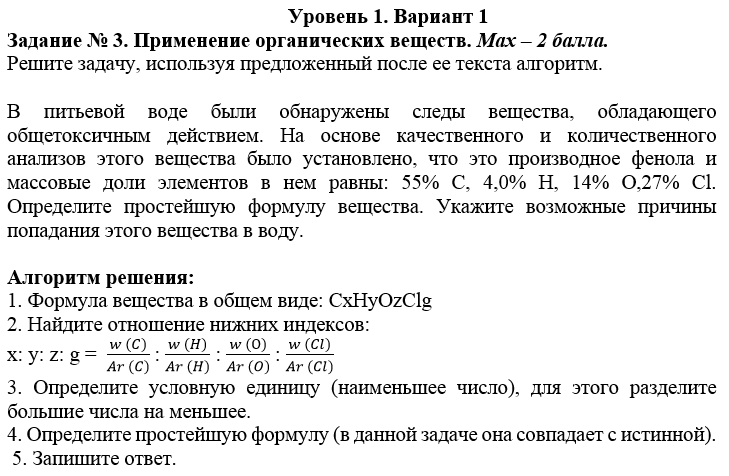 Уровень 1. Вариант 1
Задание № 3. Применение органических веществ. Мах – 2 балла.
Решите задачу, используя предложенный после ее текста алгоритм.
В питьевой воде были обнаружены следы вещества, обладающего
общетоксичным действием. На основе качественного и количественного
анализов этого вещества было установлено, что это производное фенола и
массовые доли элементов в нем равны: 55% С, 4,0% Н, 14% О,27% Cl.
Определите простейшую формулу вещества. Укажите возможные причины
попадания этого вещества в воду.
Алгоритм решения:
1. Формула вещества в общем виде: CxHyOzClg
2. Найдите отношение нижних индексов:
x: y: z: g = w (C)/Ar (C) : w (H)/Ar (H) : w (O)/Ar (O) : w (Cl)/Ar (Cl)
3. Определите условную единицу (наименьшее число), для этого разделите
большие числа на меньшее.
4. Определите простейшую формулу (в данной задаче она совпадает с истинной).
5. Запишите ответ.